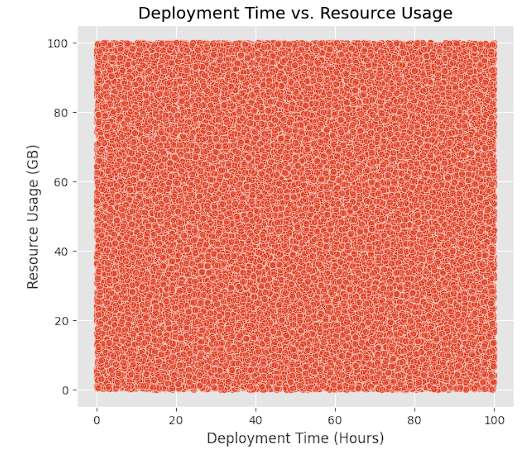 Deployment Time vs. Resource Usage
100
80
60
40
20
0
Resource Usage (GB)
0 20 40 60 80 100
Deployment Time (Hours)